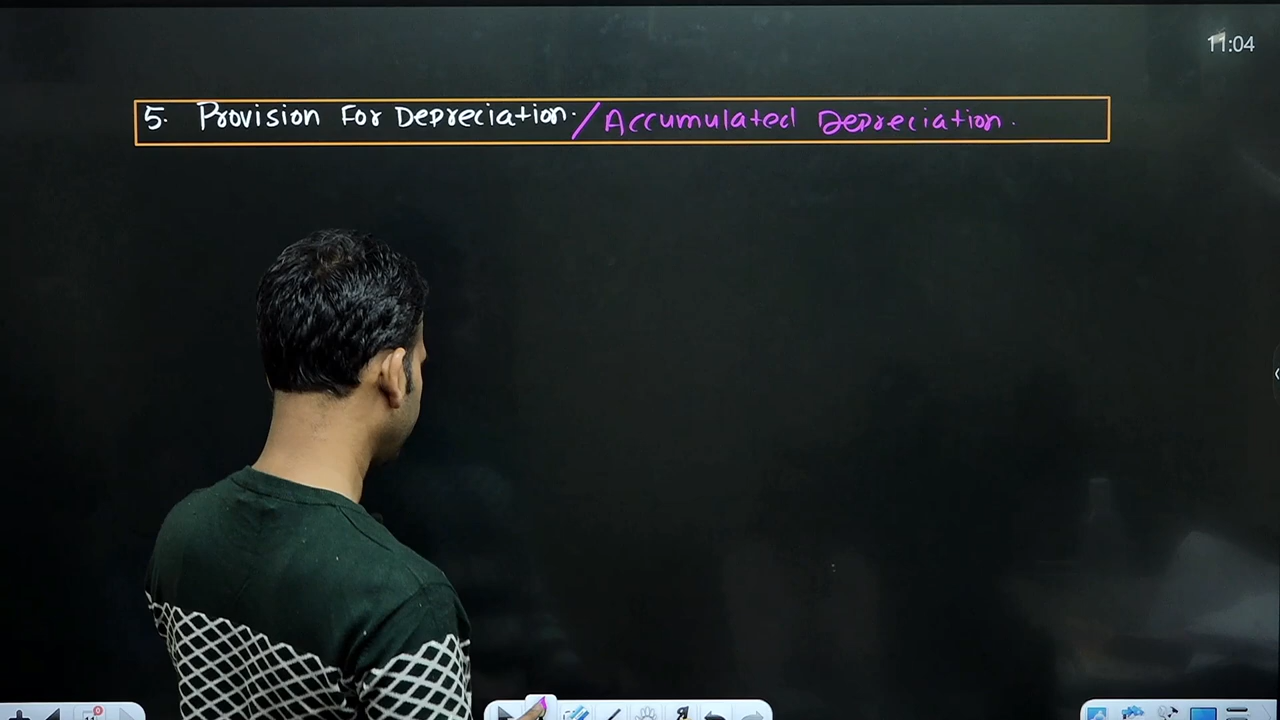 11:04
5. Provision For Depreciation. / Accumulated Depreciation.